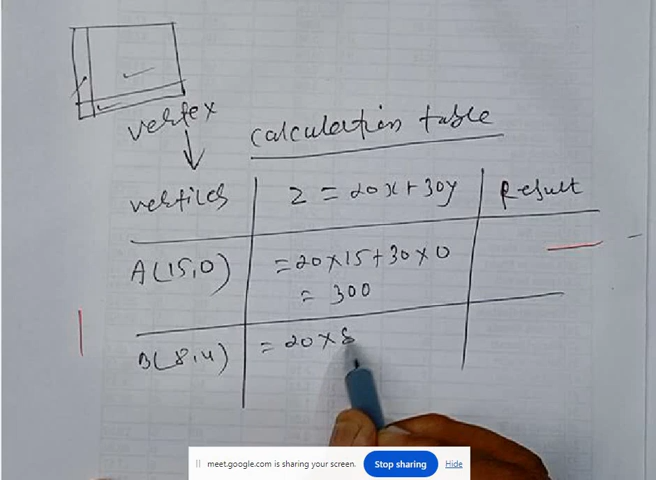 vertex
calculation table
vertices Z = 20x + 30y Result
A(15,0) = 20 × 15 + 30 × 0
= 300
B(8,4) = 20 × 8
meet.google.com is sharing your screen. Stop sharing Hide